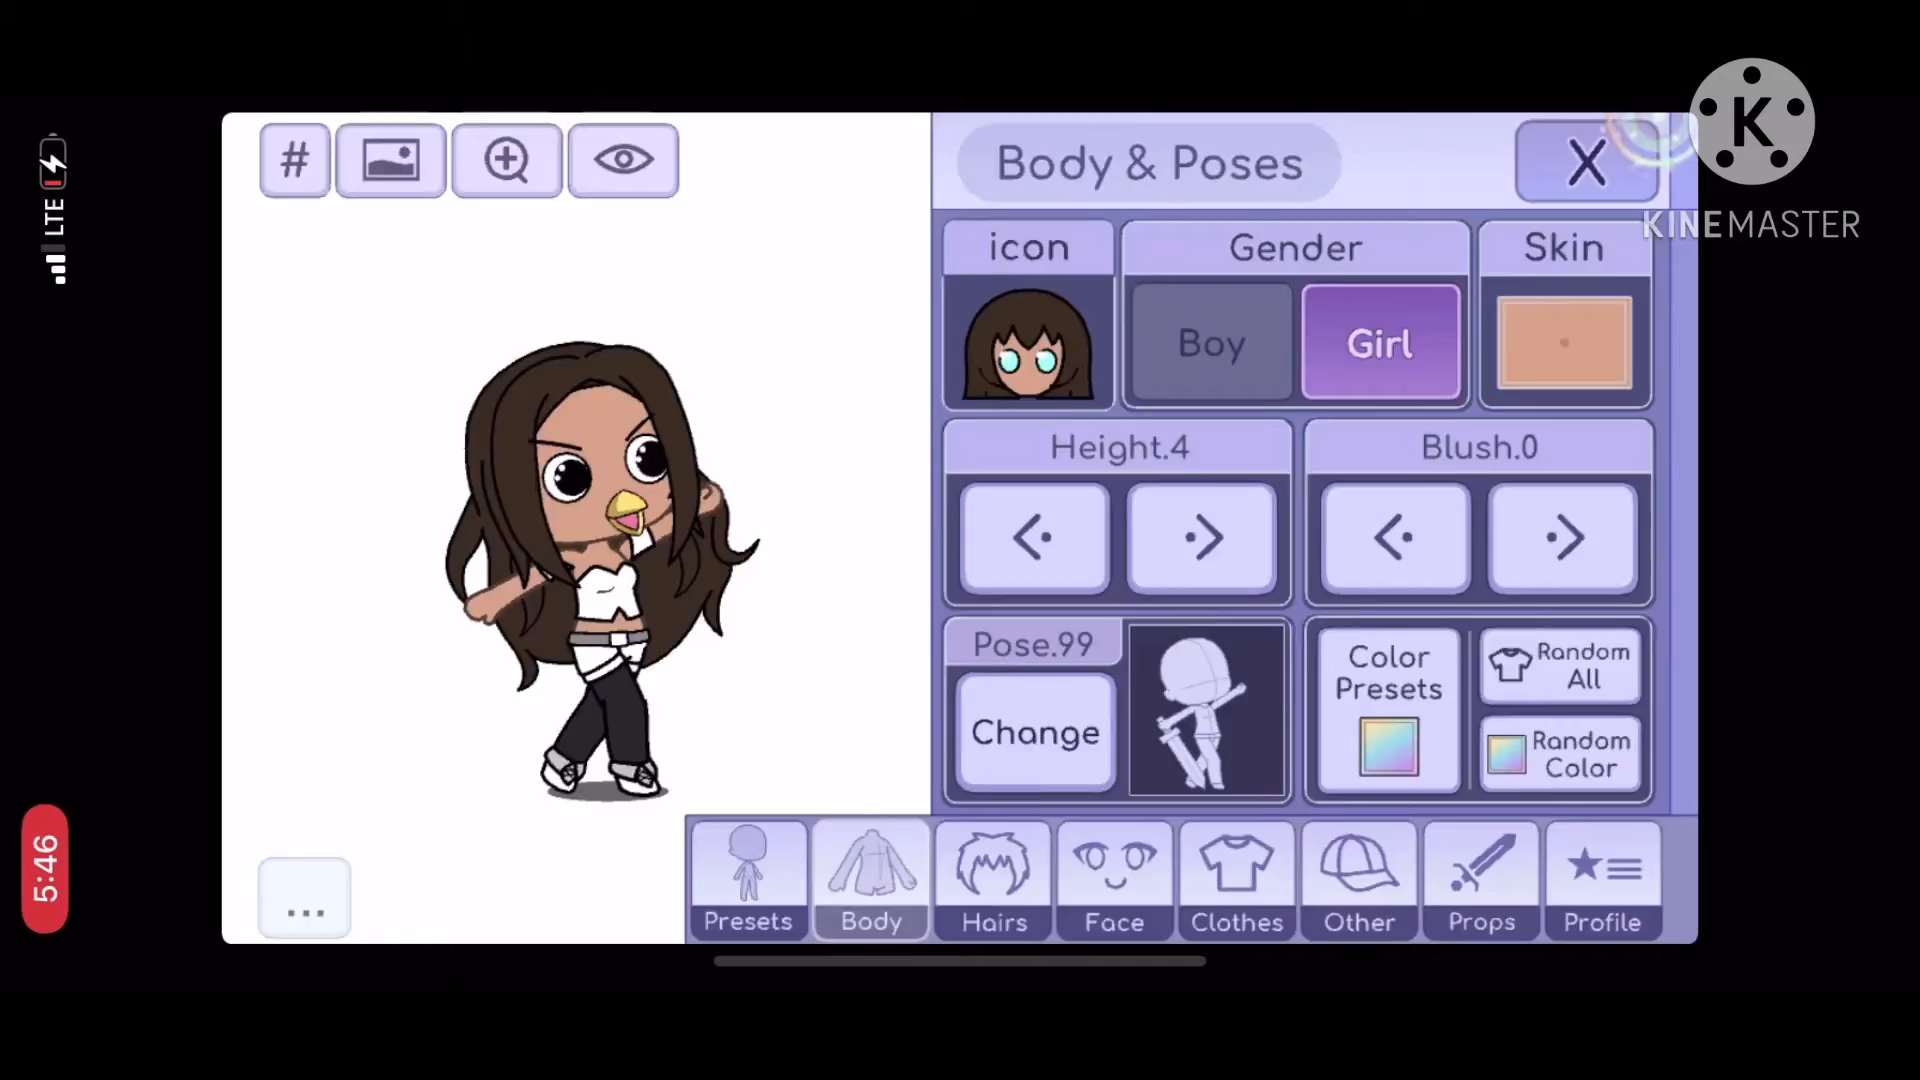 LTE
5:46
#
Body & Poses
X
K
KINEMASTER
icon
Gender
Skin
Boy
Girl
Height.4
Blush.0
Pose.99
Change
Color
Presets
Random
All
Random
Color
...
Presets
Body
Hairs
Face
Clothes
Other
Props
Profile